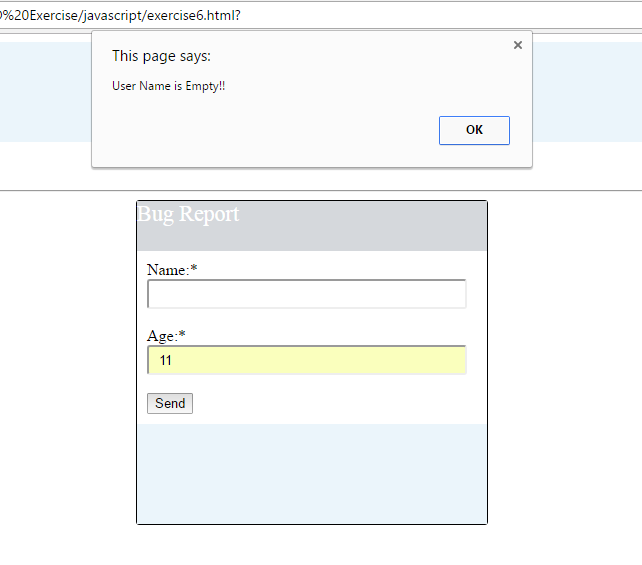 0%20Exercise/javascript/exercise6.html?
This page says:
User Name is Empty!!
OK
Bug Report
Name:*
Age:*
11
Send